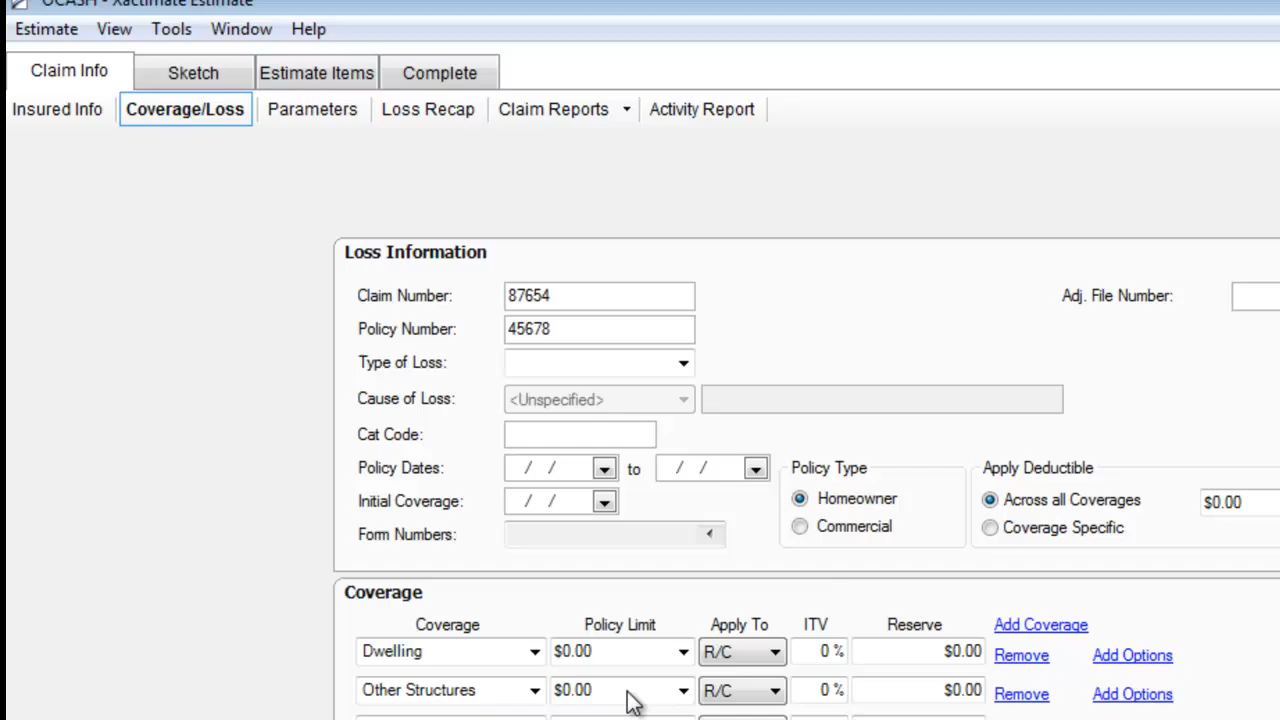 UCASH - Xactimate Estimate
Estimate View Tools Window Help
Claim Info Sketch Estimate Items Complete
Insured Info Coverage/Loss Parameters Loss Recap Claim Reports Activity Report
Loss Information
Claim Number: 87654 Adj. File Number:
Policy Number: 45678
Type of Loss:
Cause of Loss: <Unspecified>
Cat Code:
Policy Dates: / / to / / Policy Type Apply Deductible
Initial Coverage: / / Homeowner Across all Coverages $0.00
Form Numbers: Commercial Coverage Specific
Coverage
Coverage Policy Limit Apply To ITV Reserve Add Coverage
Dwelling $0.00 R/C 0 % $0.00 Remove Add Options
Other Structures $0.00 R/C 0 % $0.00 Remove Add Options